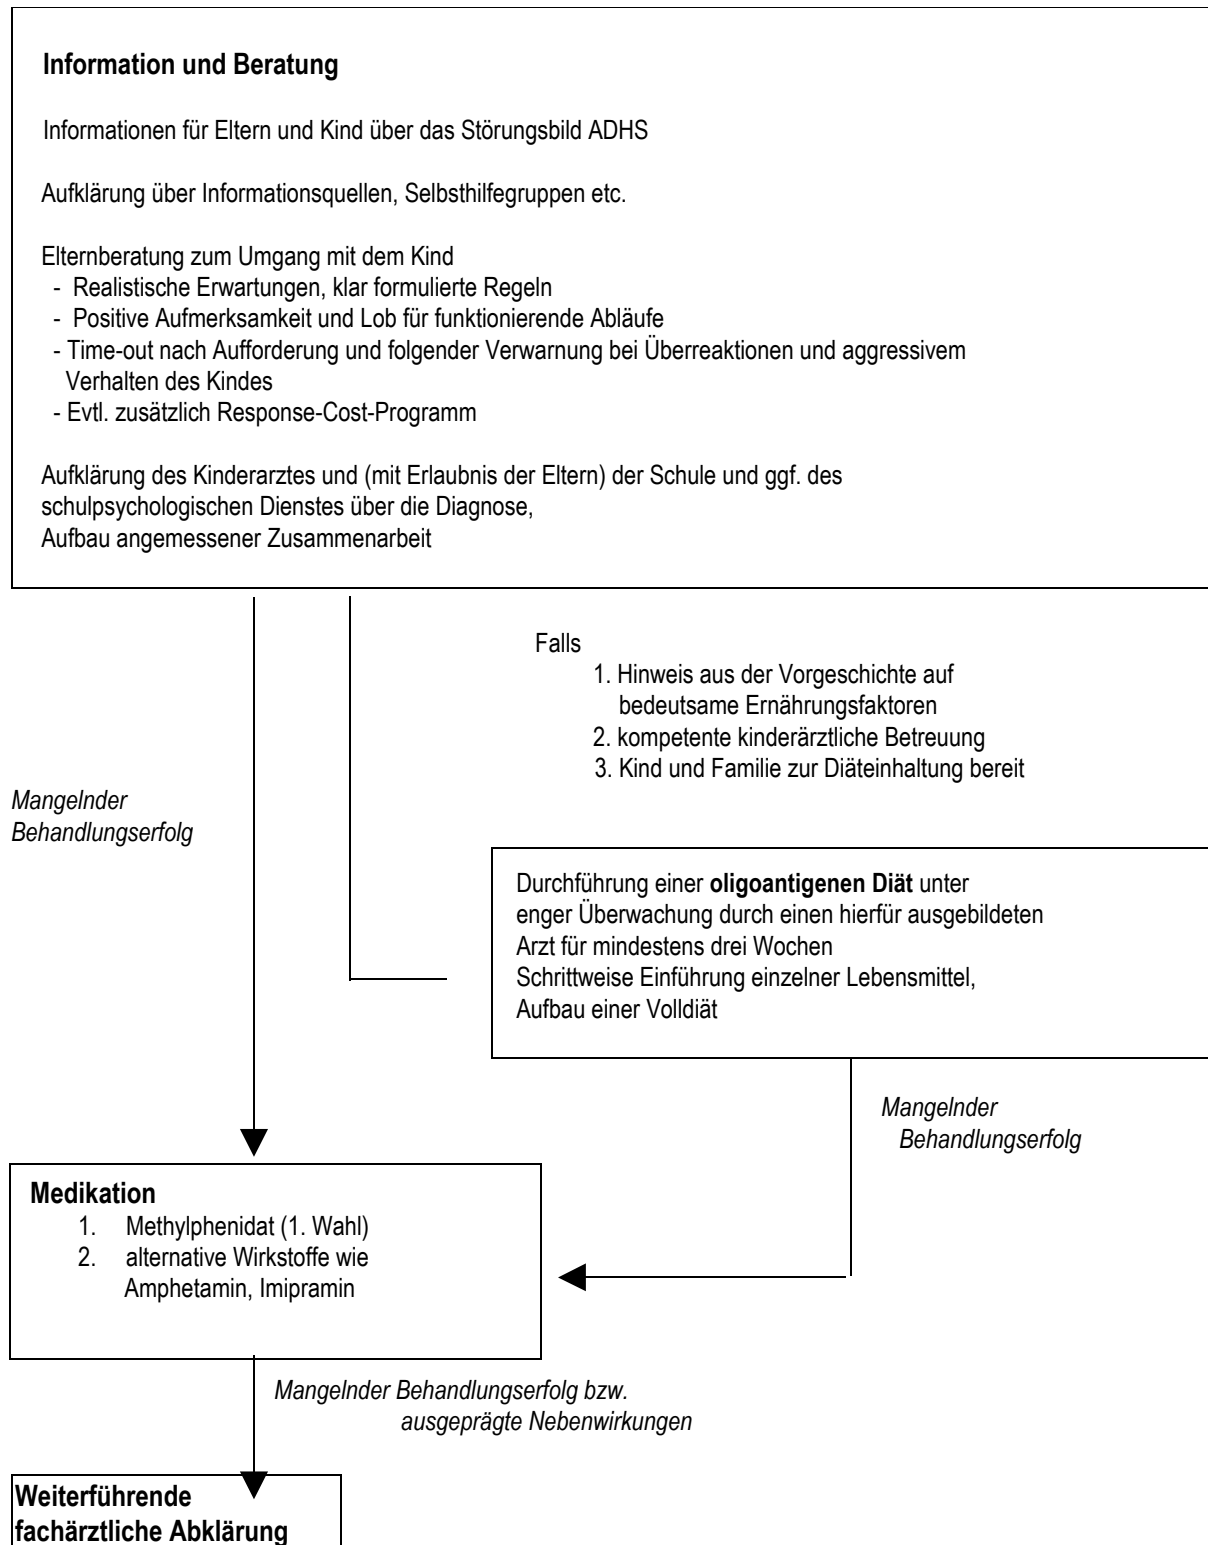 Information und Beratung
Informationen für Eltern und Kind über das Störungsbild ADHS
Aufklärung über Informationsquellen, Selbsthilfegruppen etc.
Elternberatung zum Umgang mit dem Kind
- Realistische Erwartungen, klar formulierte Regeln
- Positive Aufmerksamkeit und Lob für funktionierende Abläufe
- Time-out nach Aufforderung und folgender Verwarnung bei Überreaktionen und aggressivem
Verhalten des Kindes
- Evtl. zusätzlich Response-Cost-Programm
Aufklärung des Kinderarztes und (mit Erlaubnis der Eltern) der Schule und ggf. des
schulpsychologischen Dienstes über die Diagnose,
Aufbau angemessener Zusammenarbeit
Falls
1. Hinweis aus der Vorgeschichte auf
bedeutsame Ernährungsfaktoren
2. kompetente kinderärztliche Betreuung
3. Kind und Familie zur Diäteinhaltung bereit
Mangelnder
Behandlungserfolg
Durchführung einer oligoantigenen Diät unter
enger Überwachung durch einen hierfür ausgebildeten
Arzt für mindestens drei Wochen
Schrittweise Einführung einzelner Lebensmittel,
Aufbau einer Volldiät
Mangelnder
Behandlungserfolg
Medikation
1. Methylphenidat (1. Wahl)
2. alternative Wirkstoffe wie
Amphetamin, Imipramin
Mangelnder Behandlungserfolg bzw.
ausgeprägte Nebenwirkungen
Weiterführende
fachärztliche Abklärung